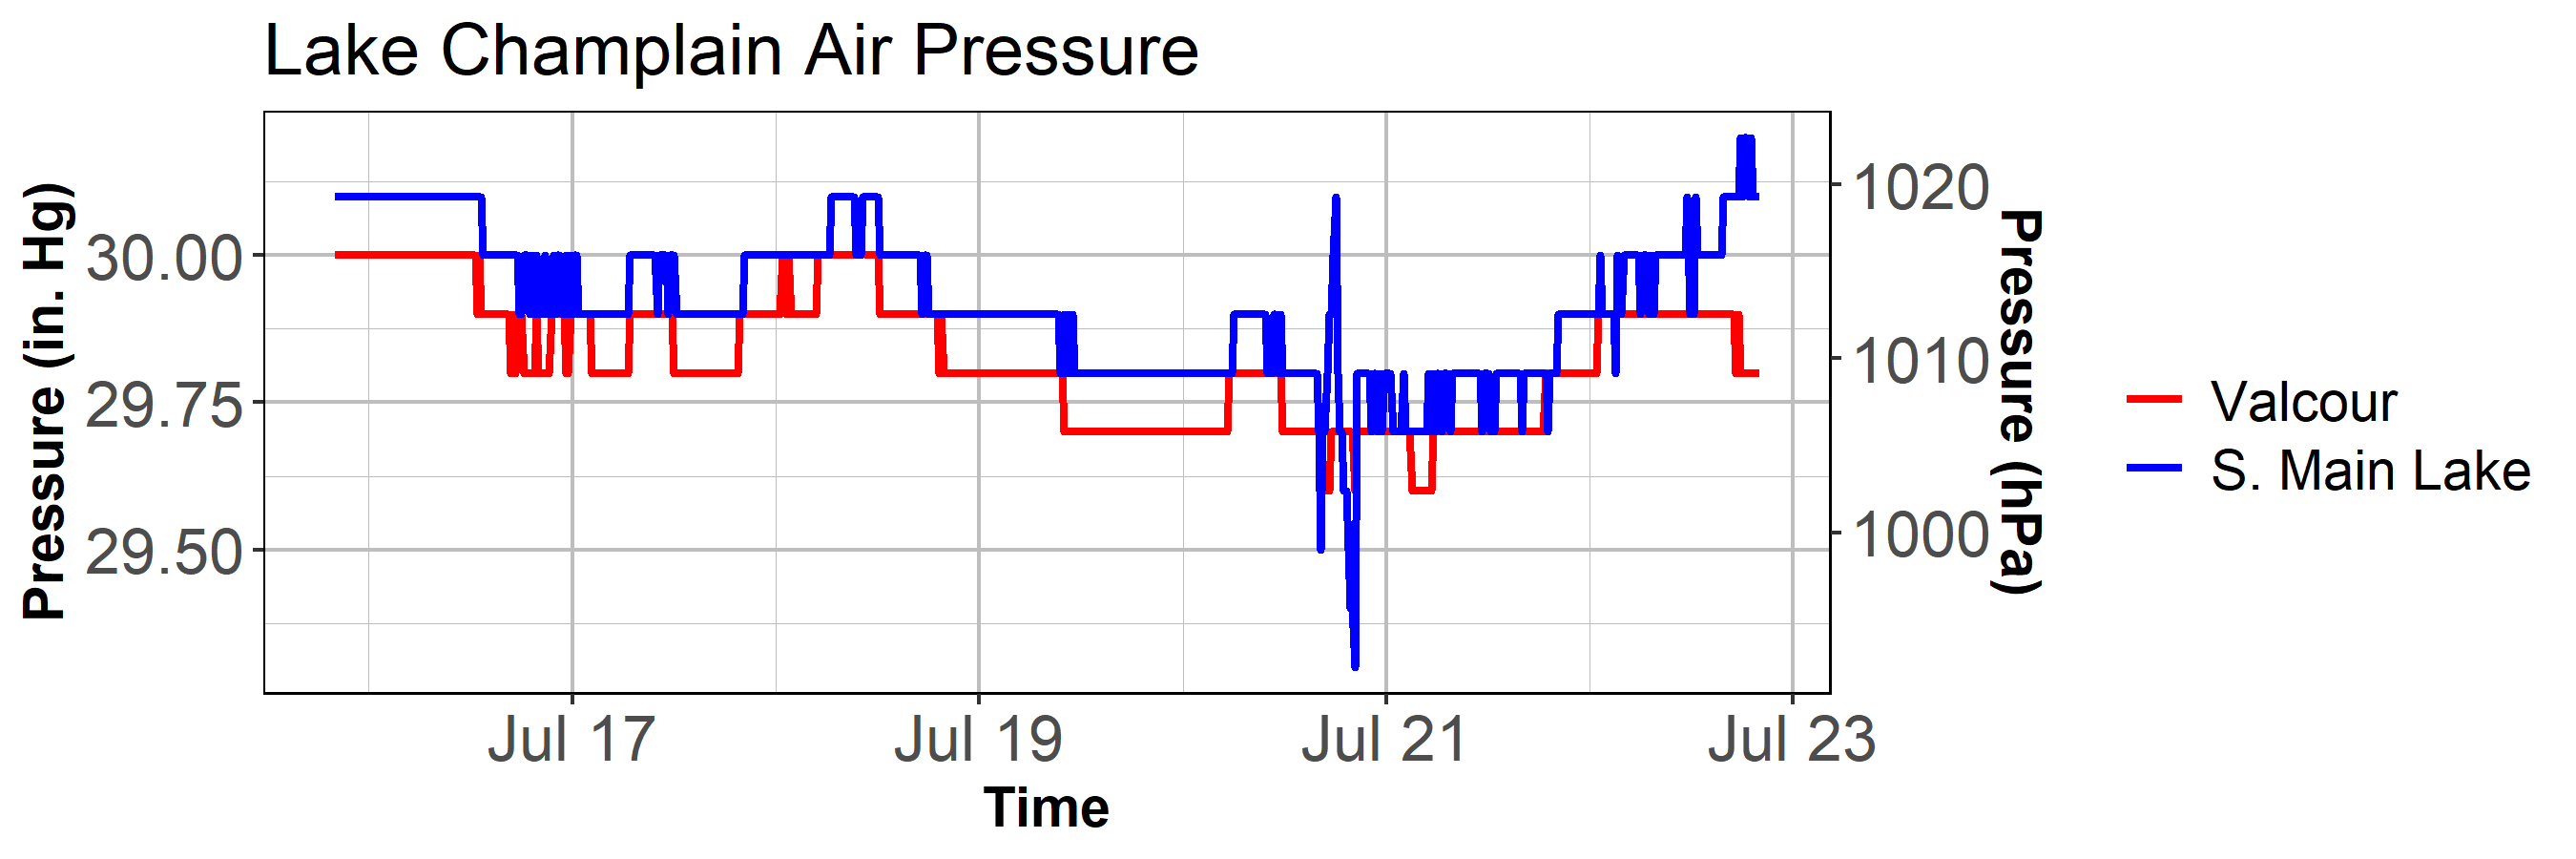 Lake Champlain Air Pressure
Pressure (in. Hg)
30.00
29.75
29.50
1020
1010
1000
Pressure (hPa)
Jul 17
Jul 19
Jul 21
Jul 23
Time
Valcour
S. Main Lake